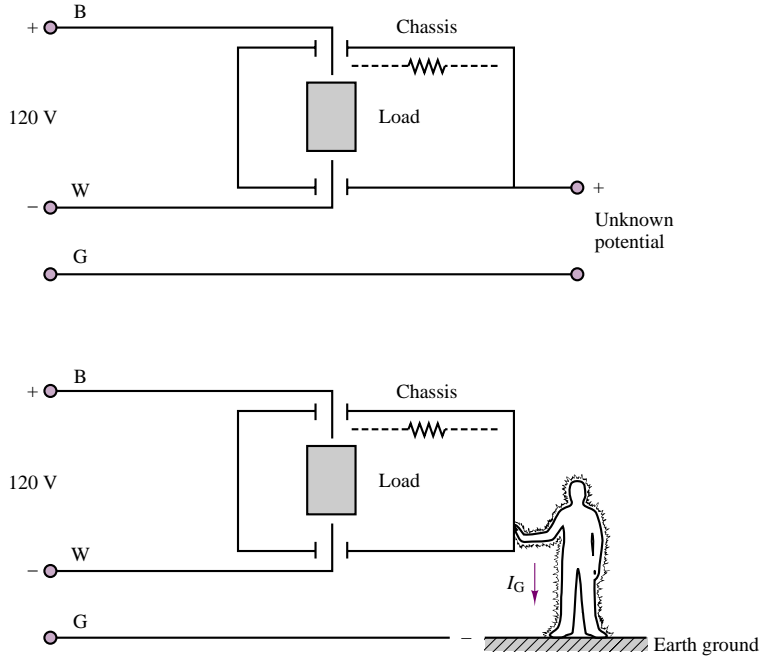 B
+
Chassis
120 V
Load
W
−
+
Unknown
potential
G
B
+
Chassis
120 V
Load
W
−
I_G
G
−
Earth ground